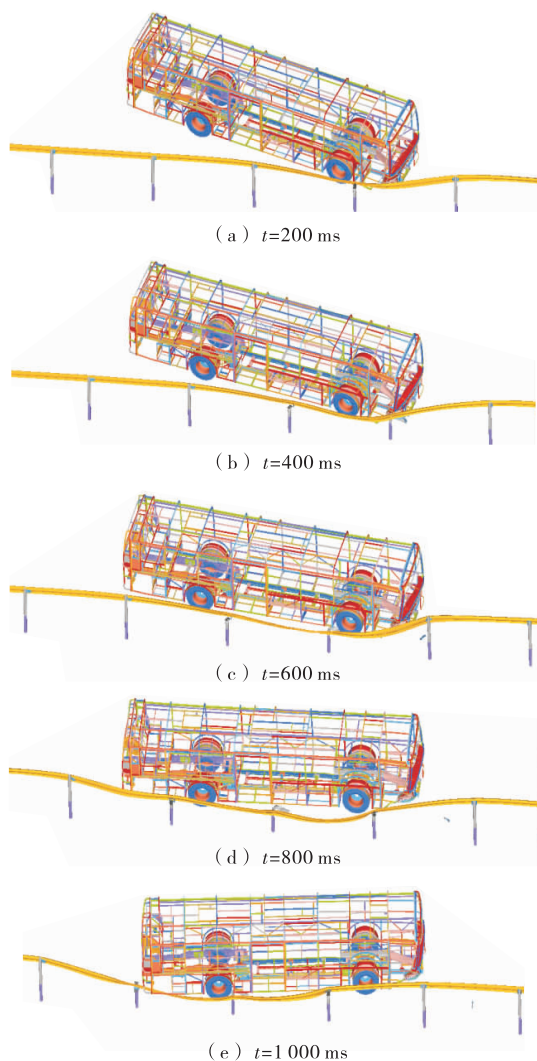 (a) t=200 ms
(b) t=400 ms
(c) t=600 ms
(d) t=800 ms
(e) t=1 000 ms